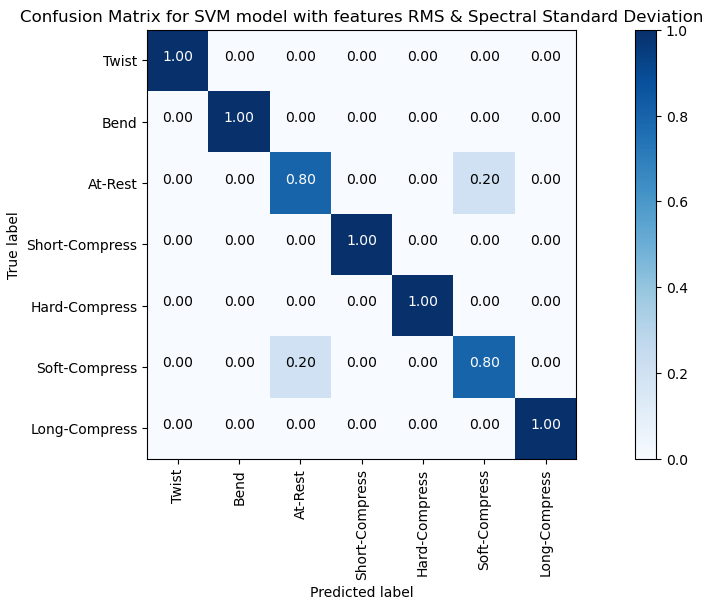 Confusion Matrix for SVM model with features RMS & Spectral Standard Deviation
Twist 1.00 0.00 0.00 0.00 0.00 0.00 0.00
Bend 0.00 1.00 0.00 0.00 0.00 0.00 0.00
At-Rest 0.00 0.00 0.80 0.00 0.00 0.20 0.00
Short-Compress 0.00 0.00 0.00 1.00 0.00 0.00 0.00
Hard-Compress 0.00 0.00 0.00 0.00 1.00 0.00 0.00
Soft-Compress 0.00 0.00 0.20 0.00 0.00 0.80 0.00
Long-Compress 0.00 0.00 0.00 0.00 0.00 0.00 1.00
True label
Twist
Bend
At-Rest
Short-Compress
Hard-Compress
Soft-Compress
Long-Compress
Predicted label
1.0
0.8
0.6
0.4
0.2
0.0